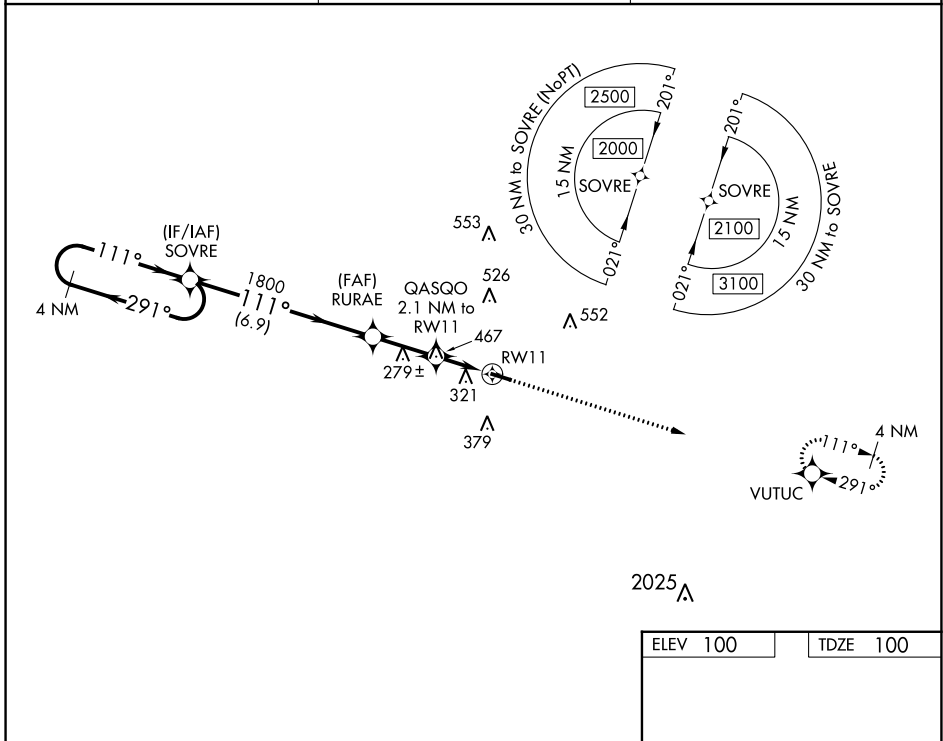 30 NM to SOVRE (NoPT)
2500
201°
15 NM
2000
SOVRE
021°
201°
SOVRE
2100
15 NM
30 NM to SOVRE
021°
3100
553
(IF/IAF)
SOVRE
111°
4 NM
291°
1800
111°
(6.9)
(FAF)
RURAE
526
QASQO
2.1 NM to
RW11
552
467
RW11
279±
321
379
111°
4 NM
291°
VUTUC
2025
ELEV 100
TDZE 100